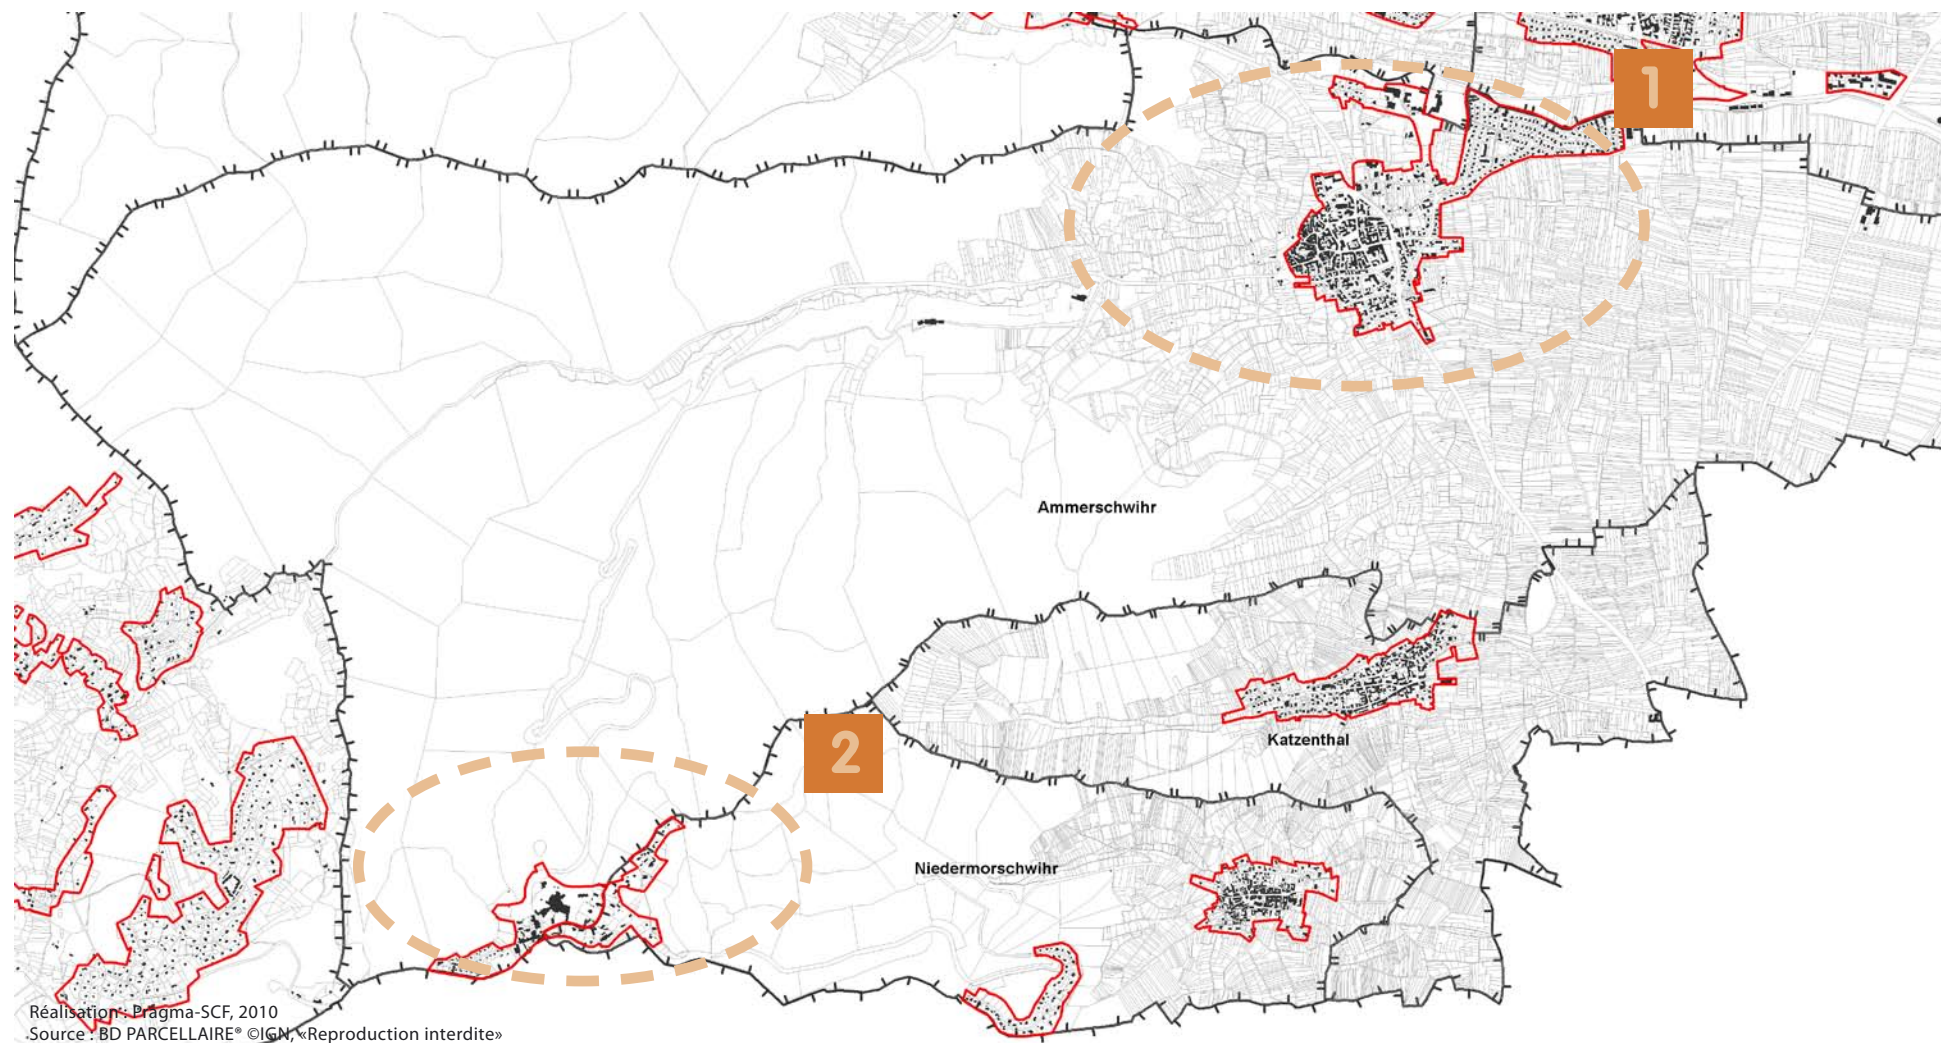 1
Ammerschwihr
Katzenthal
2
Niedermorschwihr
Réalisation : Pragma-SCF, 2010
Source : BD PARCELLAIRE® ©IGN, «Reproduction interdite»